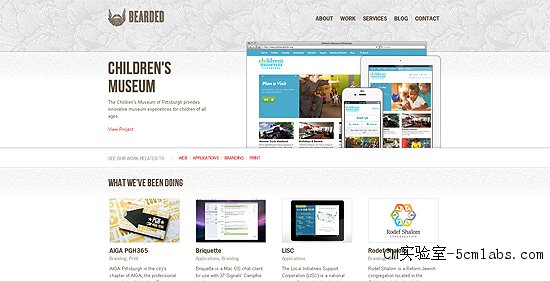 BEARDED
ABOUT WORK SERVICES BLOG CONTACT
CHILDREN'S
MUSEUM
The Children's Museum of Pittsburgh provides
innovative museum experiences for children of all
ages.
View Project
children's
museum
Plan a Visit
VISIT US
SEE OUR WORK RELATED TO: WEB APPLICATIONS BRANDING PRINT
WHAT WE'VE BEEN DOING
Rodef Shalom
CONGREGATION
AIGA PGH365 Briquette LISC Rodef Shalom
Branding, Print Applications, Branding Applications Branding
AIGA Pittsburgh is the city's Briquette is a Mac OS chat client The Local Initiatives Support Rodef Shalom is a Reform Jewish
chapter of AIGA, the professional for use with 37 Signals' Campfire Corporation (LISC) is a national congregation located in the
CM实验室-5cmlabs.com